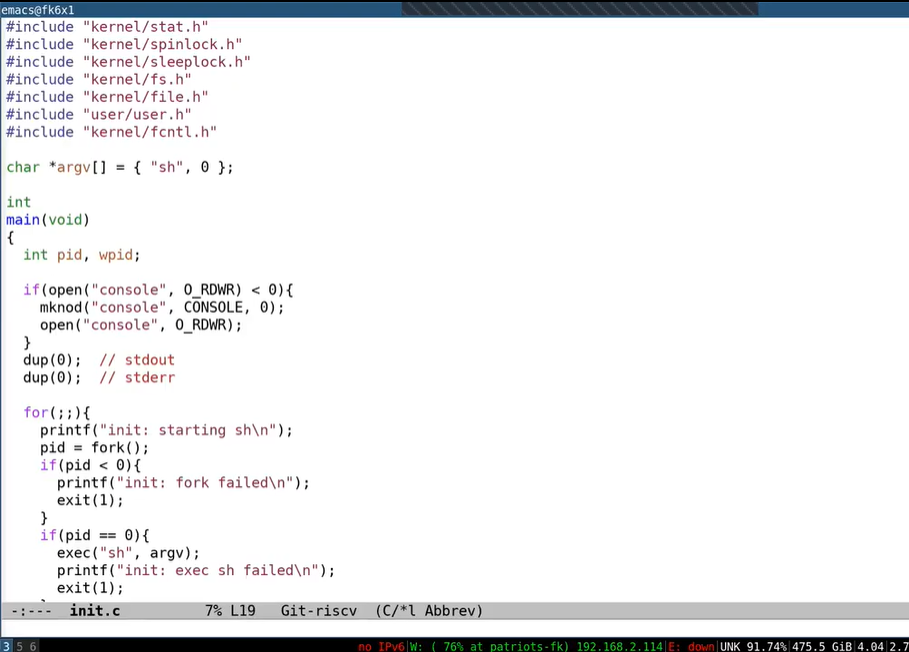 emacs@fk6x1
#include "kernel/stat.h"
#include "kernel/spinlock.h"
#include "kernel/sleeplock.h"
#include "kernel/fs.h"
#include "kernel/file.h"
#include "user/user.h"
#include "kernel/fcntl.h"

char *argv[] = { "sh", 0 };

int
main(void)
{
  int pid, wpid;

  if(open("console", O_RDWR) < 0){
    mknod("console", CONSOLE, 0);
    open("console", O_RDWR);
  }
  dup(0);  // stdout
  dup(0);  // stderr

  for(;;){
    printf("init: starting sh\n");
    pid = fork();
    if(pid < 0){
      printf("init: fork failed\n");
      exit(1);
    }
    if(pid == 0){
      exec("sh", argv);
      printf("init: exec sh failed\n");
      exit(1);
-:---  init.c          7% L19   Git-riscv  (C/*l Abbrev)
3 5 6 no IPv6|W: ( 76% at patriots-fk) 192.168.2.114|E: down|UNK 91.74%|475.5 GiB|4.04|2.7